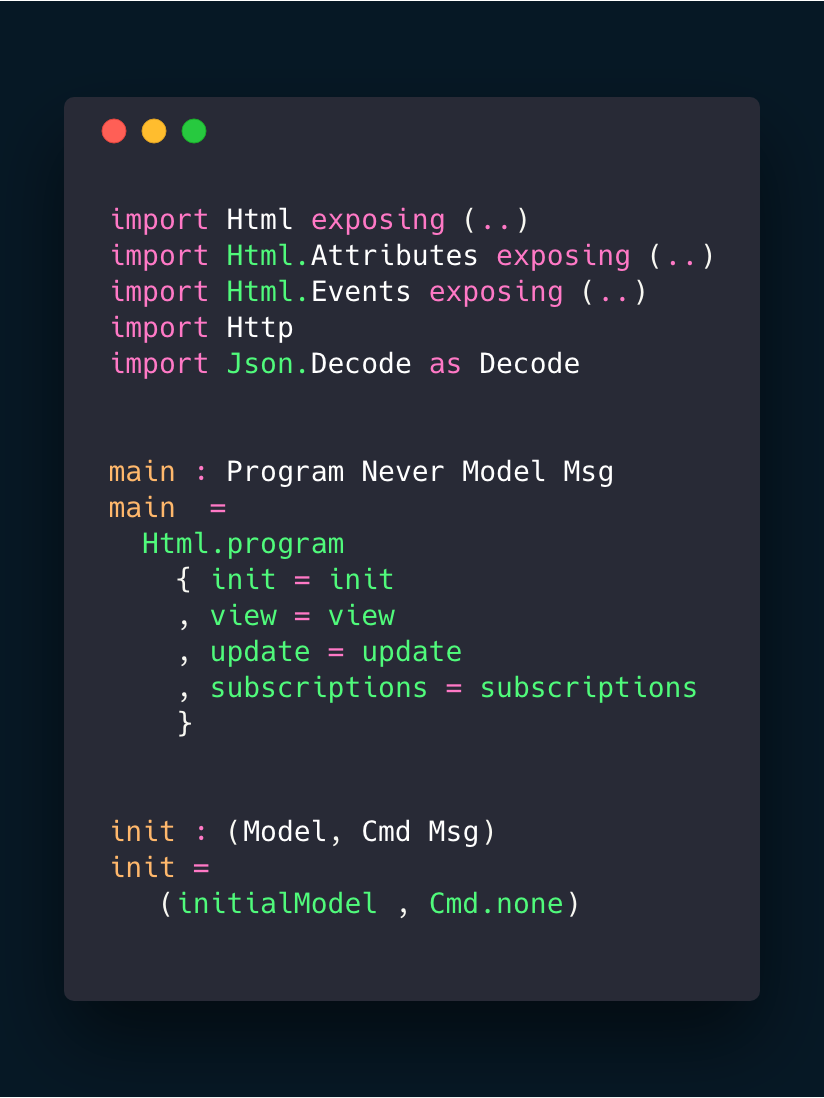 import Html exposing (..)
import Html.Attributes exposing (..)
import Html.Events exposing (..)
import Http
import Json.Decode as Decode
main : Program Never Model Msg
main  =
  Html.program
    { init = init
    , view = view
    , update = update
    , subscriptions = subscriptions
    }
init : (Model, Cmd Msg)
init =
   (initialModel , Cmd.none)